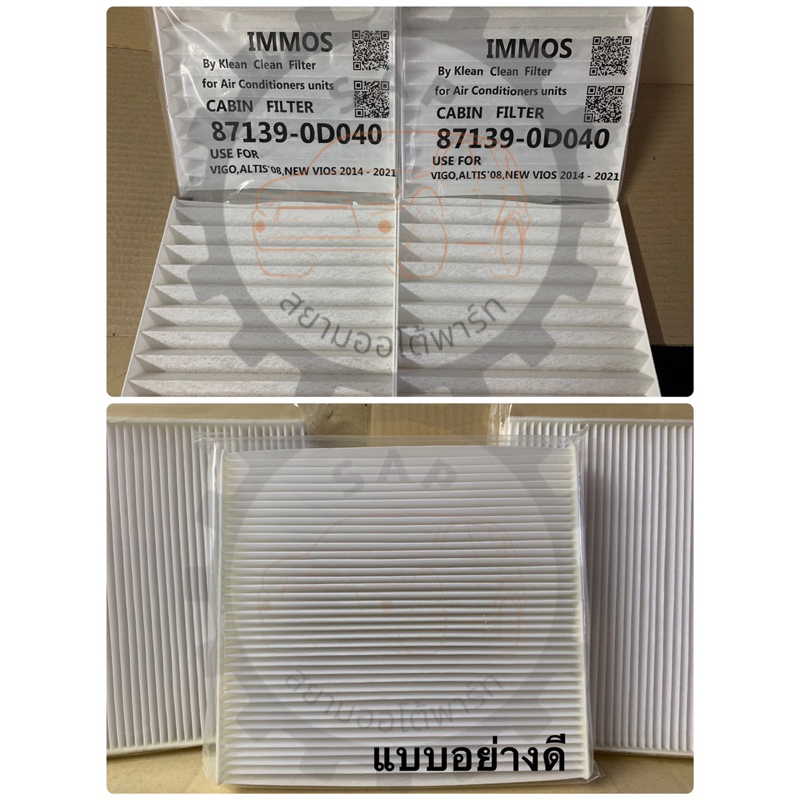 IMMOS
By Klean Clean Filter
for Air Conditioners units
CABIN FILTER
87139-0D040
USE FOR
VIGO,ALTIS'08,NEW VIOS 2014 - 2021
IMMOS
By Klean Clean Filter
for Air Conditioners units
CABIN FILTER
87139-0D040
USE FOR
VIGO,ALTIS'08,NEW VIOS 2014 - 2021
SAP
สยามออโต้พาร์ท
SAP
สยามออโต้พาร์ท
แบบอย่างดี